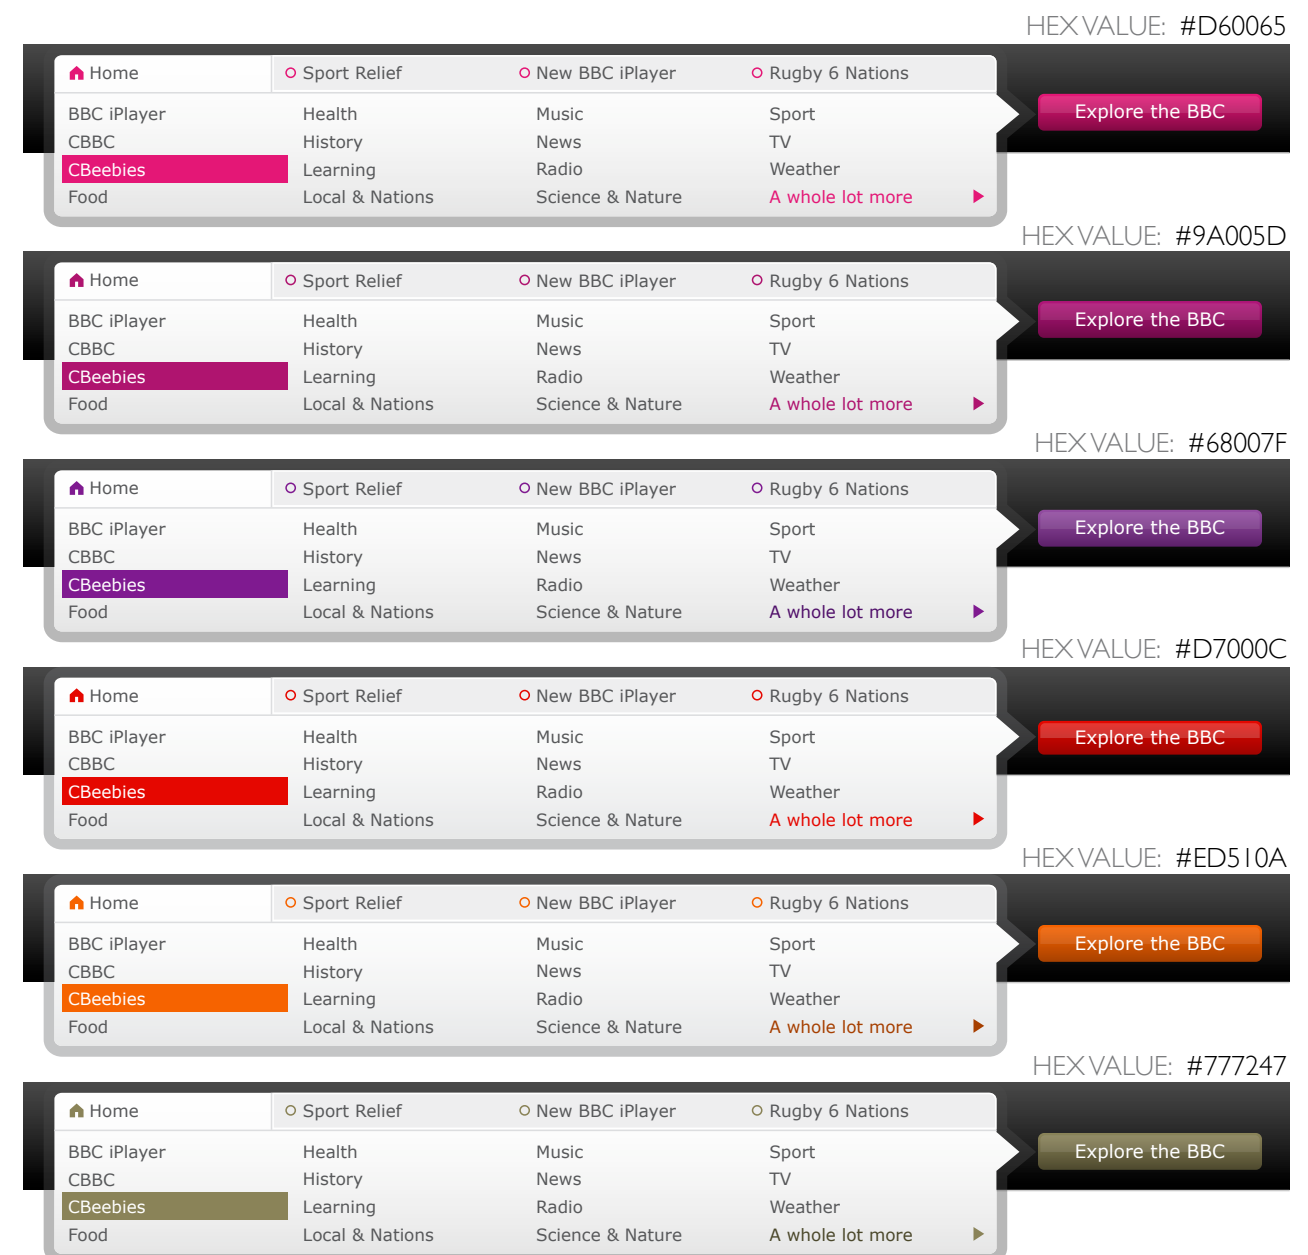 HEX VALUE: #D60065
Home Sport Relief New BBC iPlayer Rugby 6 Nations
BBC iPlayer Health Music Sport
Explore the BBC
CBBC History News TV
CBeebies Learning Radio Weather
Food Local & Nations Science & Nature A whole lot more
HEX VALUE: #9A005D
Home Sport Relief New BBC iPlayer Rugby 6 Nations
BBC iPlayer Health Music Sport
Explore the BBC
CBBC History News TV
CBeebies Learning Radio Weather
Food Local & Nations Science & Nature A whole lot more
HEX VALUE: #68007F
Home Sport Relief New BBC iPlayer Rugby 6 Nations
BBC iPlayer Health Music Sport
Explore the BBC
CBBC History News TV
CBeebies Learning Radio Weather
Food Local & Nations Science & Nature A whole lot more
HEX VALUE: #D7000C
Home Sport Relief New BBC iPlayer Rugby 6 Nations
BBC iPlayer Health Music Sport
Explore the BBC
CBBC History News TV
CBeebies Learning Radio Weather
Food Local & Nations Science & Nature A whole lot more
HEX VALUE: #ED510A
Home Sport Relief New BBC iPlayer Rugby 6 Nations
BBC iPlayer Health Music Sport
Explore the BBC
CBBC History News TV
CBeebies Learning Radio Weather
Food Local & Nations Science & Nature A whole lot more
HEX VALUE: #777247
Home Sport Relief New BBC iPlayer Rugby 6 Nations
BBC iPlayer Health Music Sport
Explore the BBC
CBBC History News TV
CBeebies Learning Radio Weather
Food Local & Nations Science & Nature A whole lot more